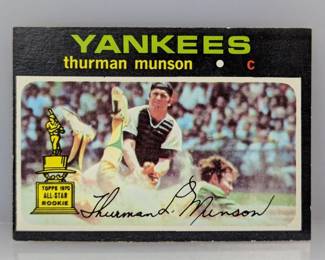 YANKEES
thurman munson • c
TOPPS 1970
ALL-STAR
ROOKIE
Thurman L. Munson